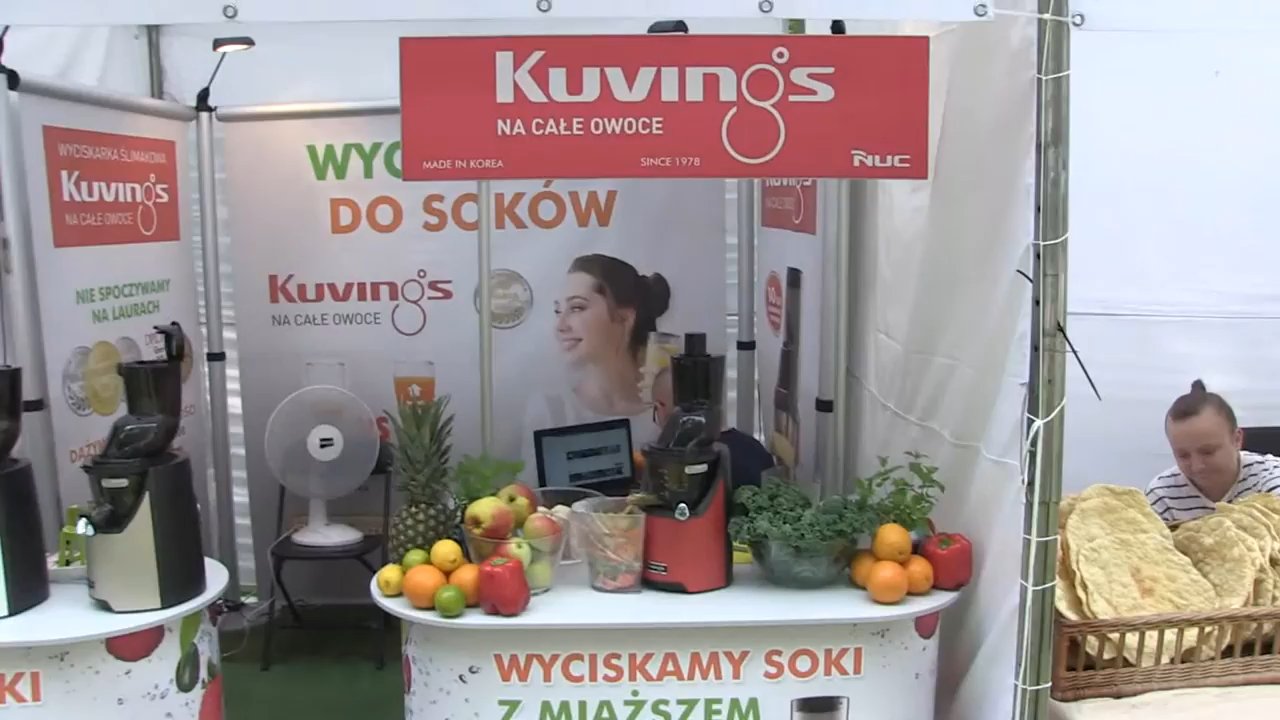 Kuvings
NA CAŁE OWOCE
MADE IN KOREA
SINCE 1978
NUC
WYCISKARKA ŚLIMAKOWA
Kuvings
NA CAŁE OWOCE
NIE SPOCZYWAMY
NA LAURACH
WYC
DO SOKÓW
Kuvings
NA CAŁE OWOCE
Kuvings
KI
WYCISKAMY SOKI
Z MIĄŻSZEM